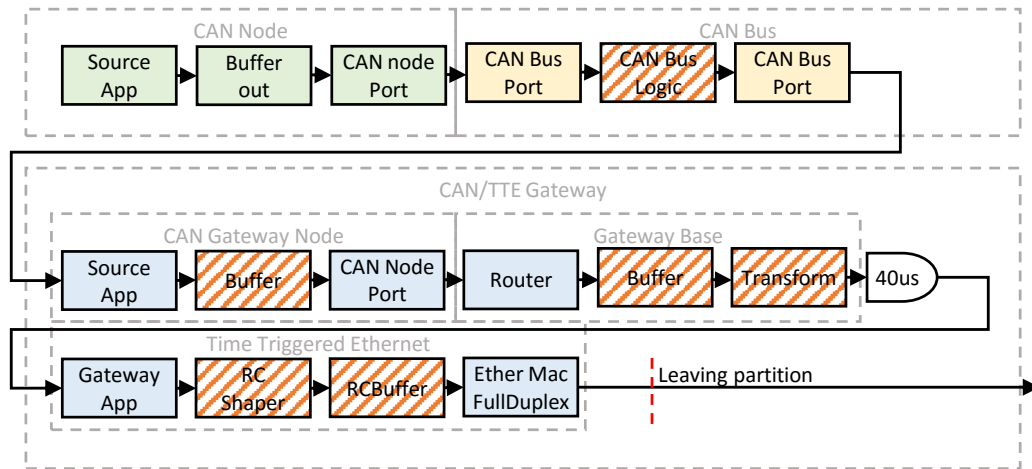 CAN Node
CAN Bus
Source
App
Buffer
out
CAN node
Port
CAN Bus
Port
CAN Bus
Logic
CAN Bus
Port
CAN/TTE Gateway
CAN Gateway Node
Gateway Base
Source
App
Buffer
CAN Node
Port
Router
Buffer
Transform
40us
Time Triggered Ethernet
Gateway
App
RC
Shaper
RCBuffer
Ether Mac
FullDuplex
Leaving partition